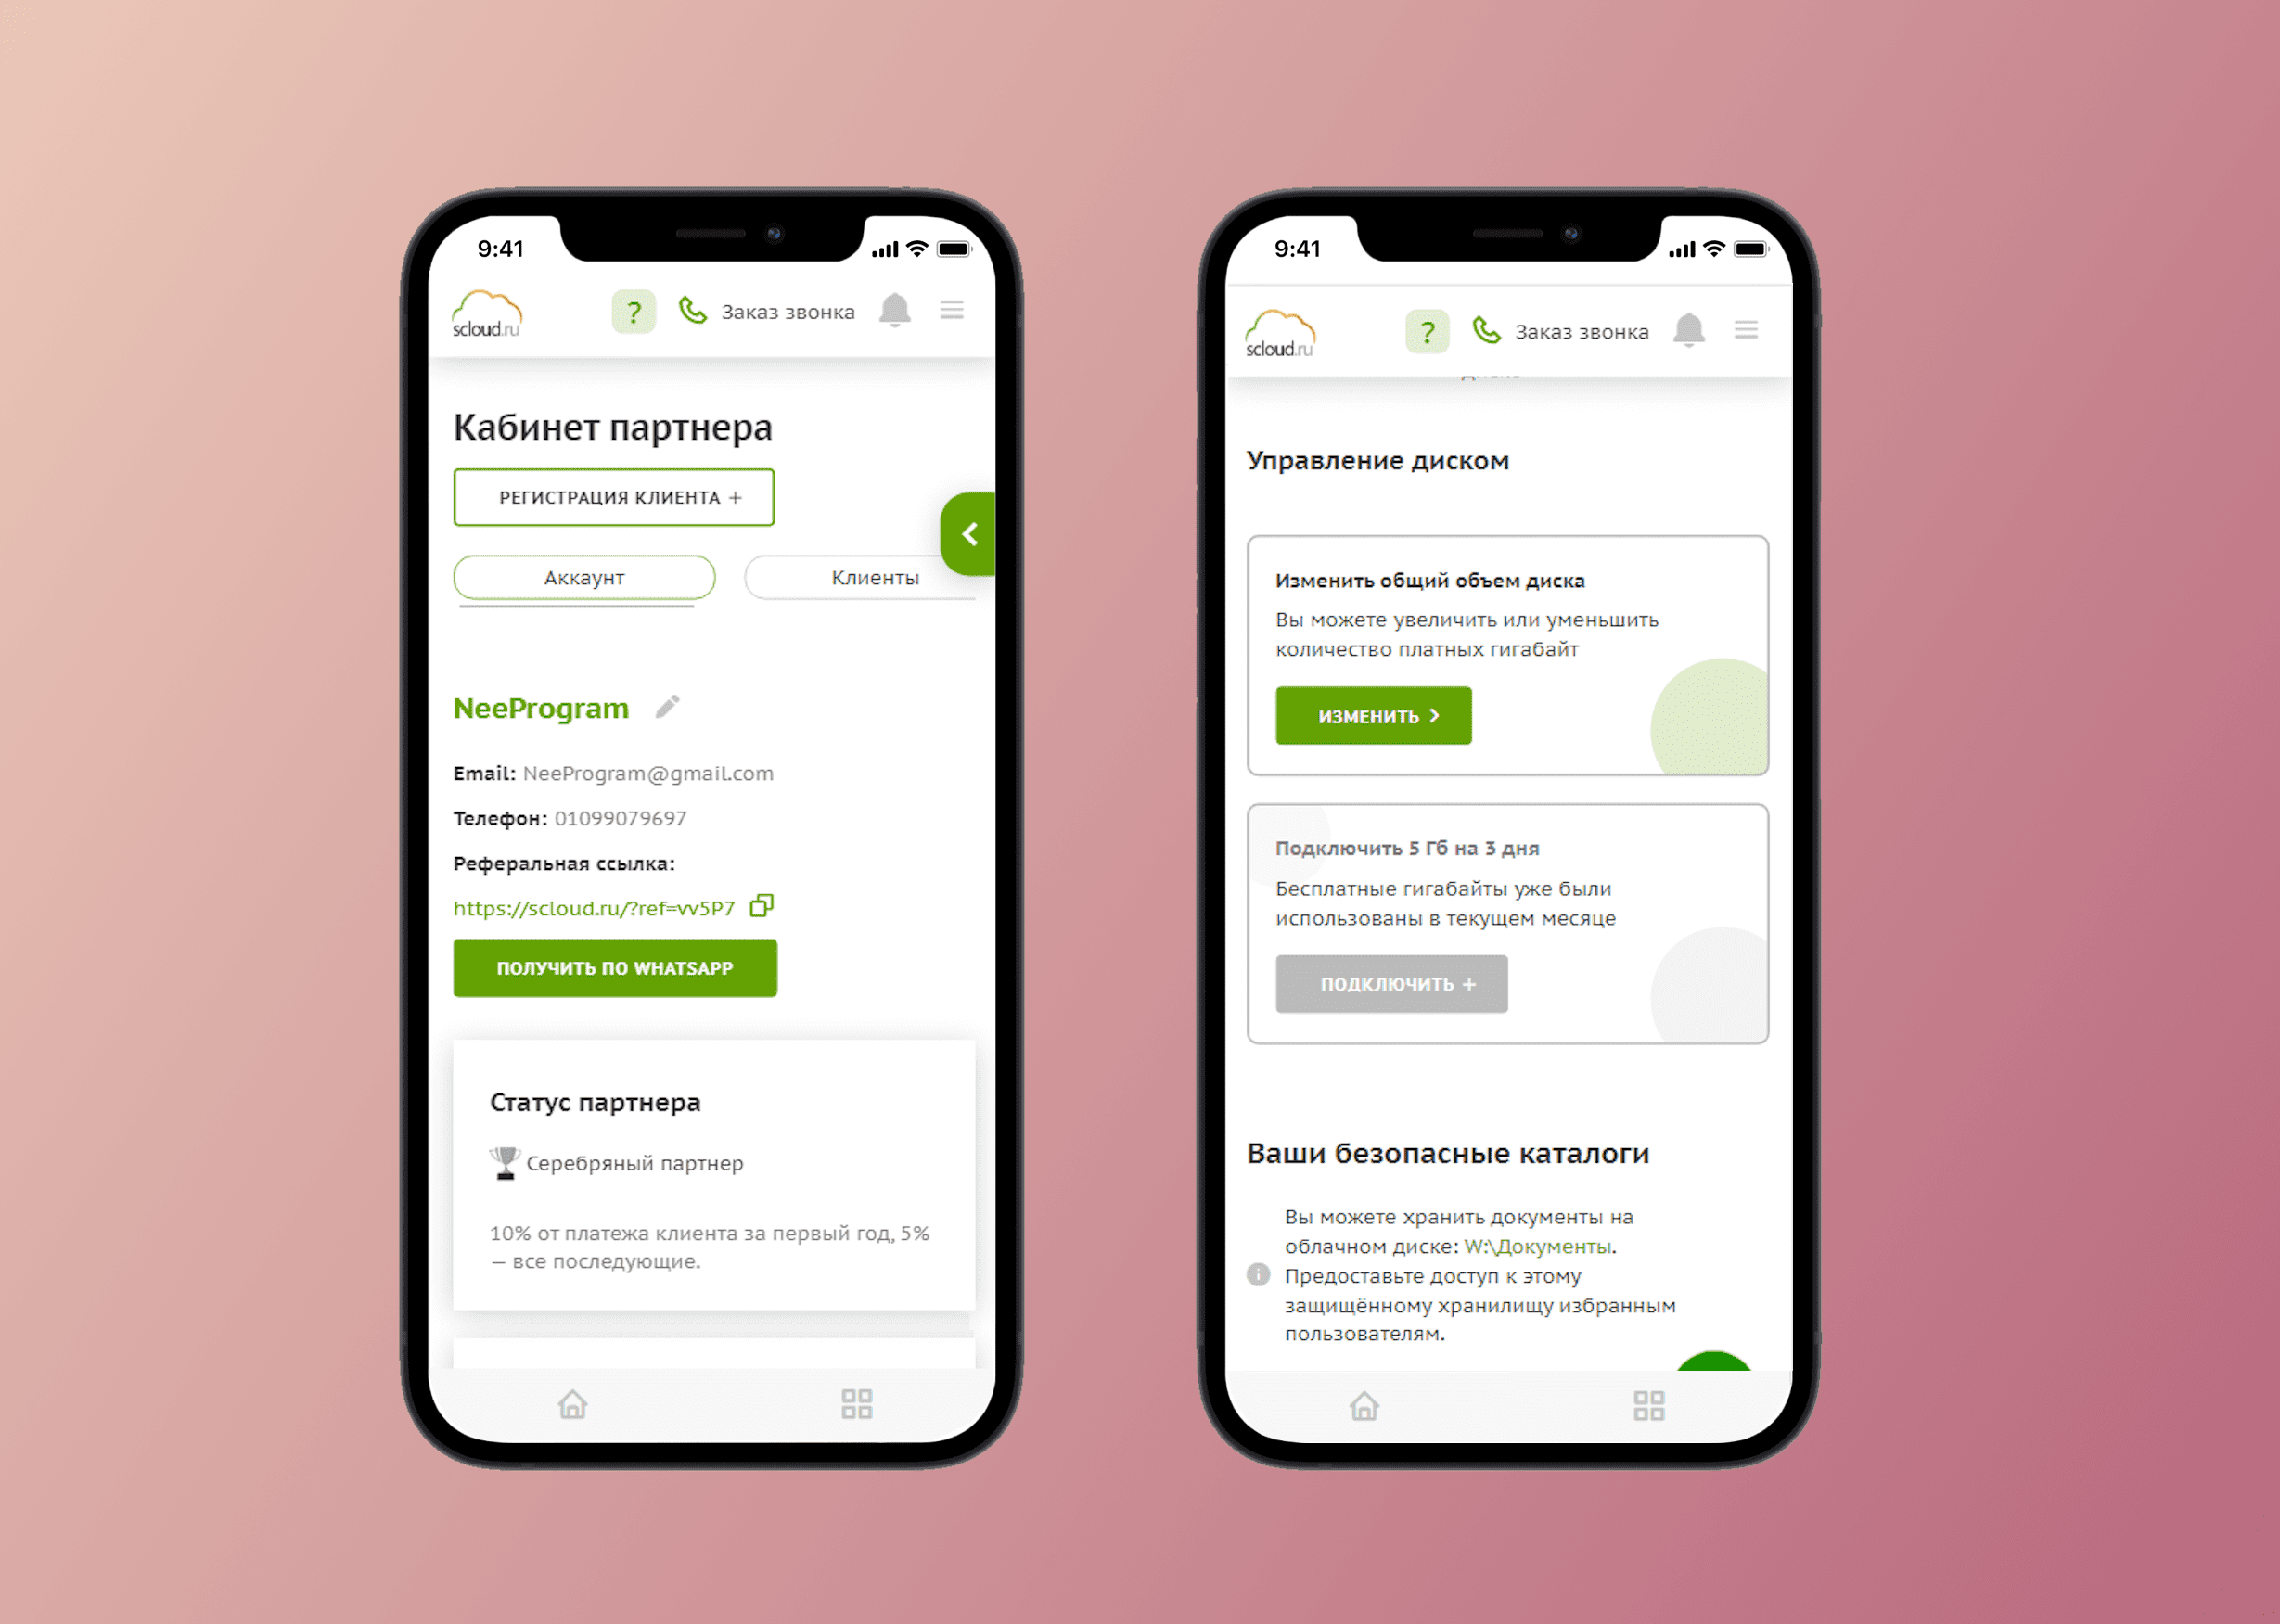 9:41
scloud.ru
?
Заказ звонка
Кабинет партнера
РЕГИСТРАЦИЯ КЛИЕНТА +
Аккаунт
Клиенты
NeeProgram
Email: NeeProgram@gmail.com
Телефон: 01099079697
Реферальная ссылка:
https://scloud.ru/?ref=vv5P7
ПОЛУЧИТЬ ПО WHATSAPP
Статус партнера
Серебряный партнер
10% от платежа клиента за первый год, 5%
— все последующие.
9:41
scloud.ru
?
Заказ звонка
Управление диском
Изменить общий объем диска
Вы можете увеличить или уменьшить
количество платных гигабайт
ИЗМЕНИТЬ
Подключить 5 Гб на 3 дня
Бесплатные гигабайты уже были
использованы в текущем месяце
ПОДКЛЮЧИТЬ +
Ваши безопасные каталоги
Вы можете хранить документы на
облачном диске: W:\Документы.
Предоставьте доступ к этому
защищённому хранилищу избранным
пользователям.